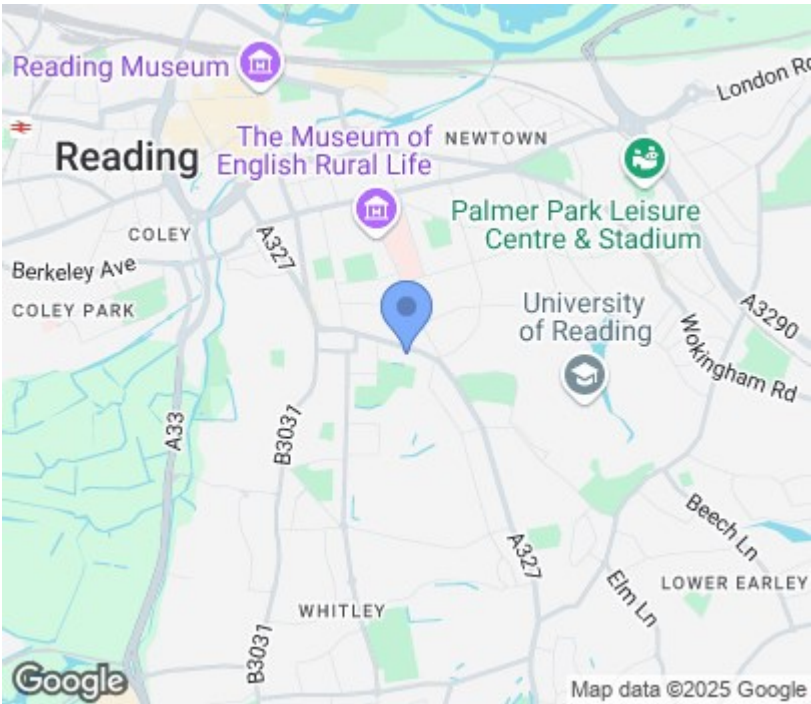 Reading Museum
London Rd
The Museum of
English Rural Life
NEWTOWN
Reading
Palmer Park Leisure
Centre & Stadium
COLEY
A327
Berkeley Ave
COLEY PARK
University
of Reading
A3290
Wokingham Rd
A33
B3031
A327
Beech Ln
Elm Ln
LOWER EARLEY
WHITLEY
B3031
Google
Map data ©2025 Google